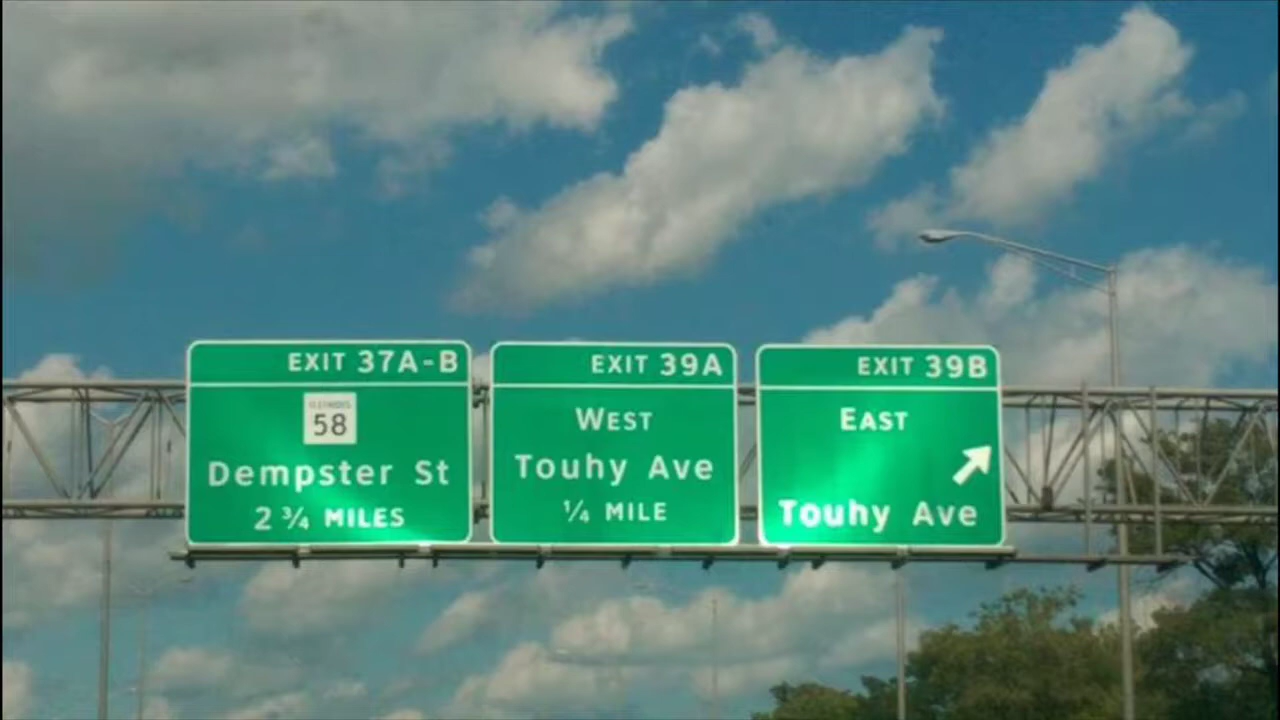 EXIT 37A-B
ILLINOIS
58
Dempster St
2 3/4 MILES
EXIT 39A
WEST
Touhy Ave
1/4 MILE
EXIT 39B
EAST
Touhy Ave